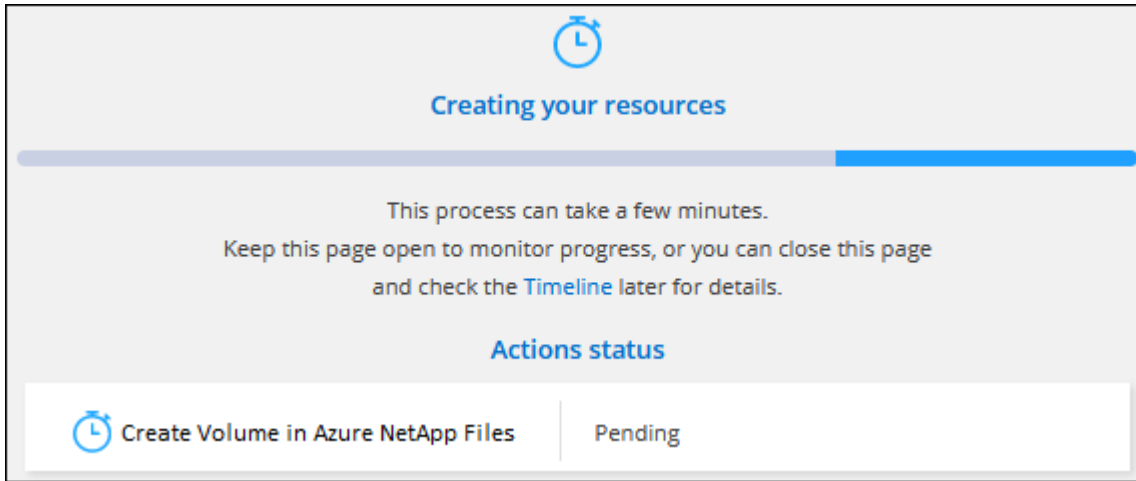 Creating your resources
This process can take a few minutes.
Keep this page open to monitor progress, or you can close this page
and check the Timeline later for details.
Actions status
Create Volume in Azure NetApp Files
Pending